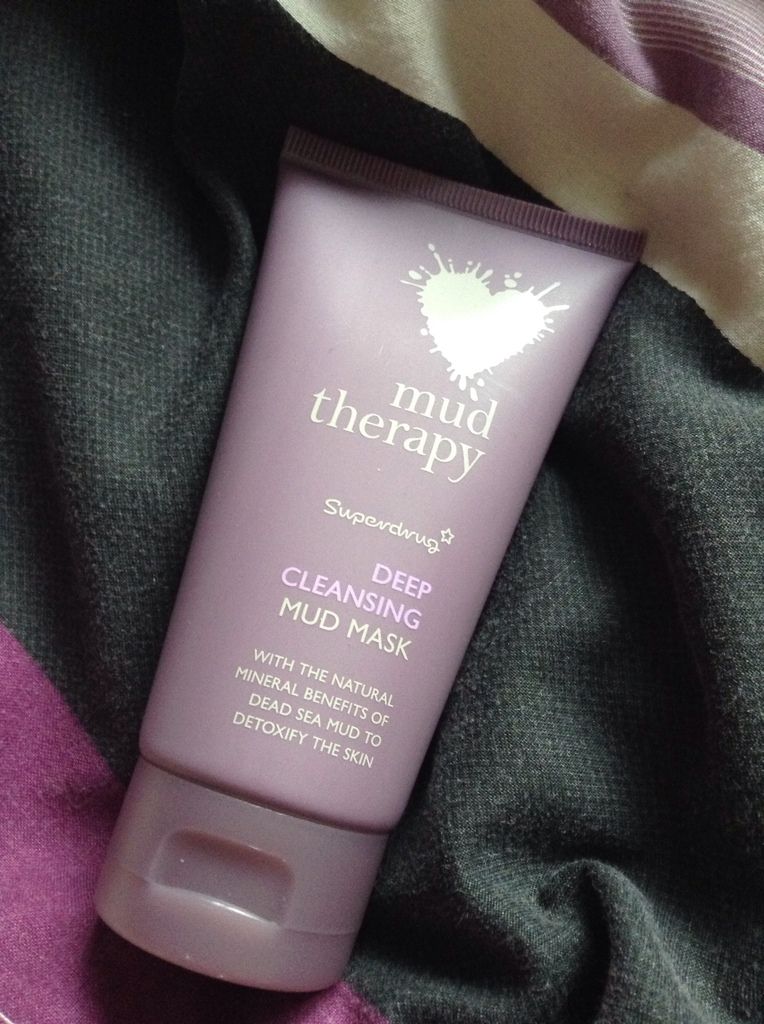 mud
therapy
Superdrug
DEEP
CLEANSING
MUD MASK
WITH THE NATURAL
MINERAL BENEFITS OF
DEAD SEA MUD TO
DETOXIFY THE SKIN